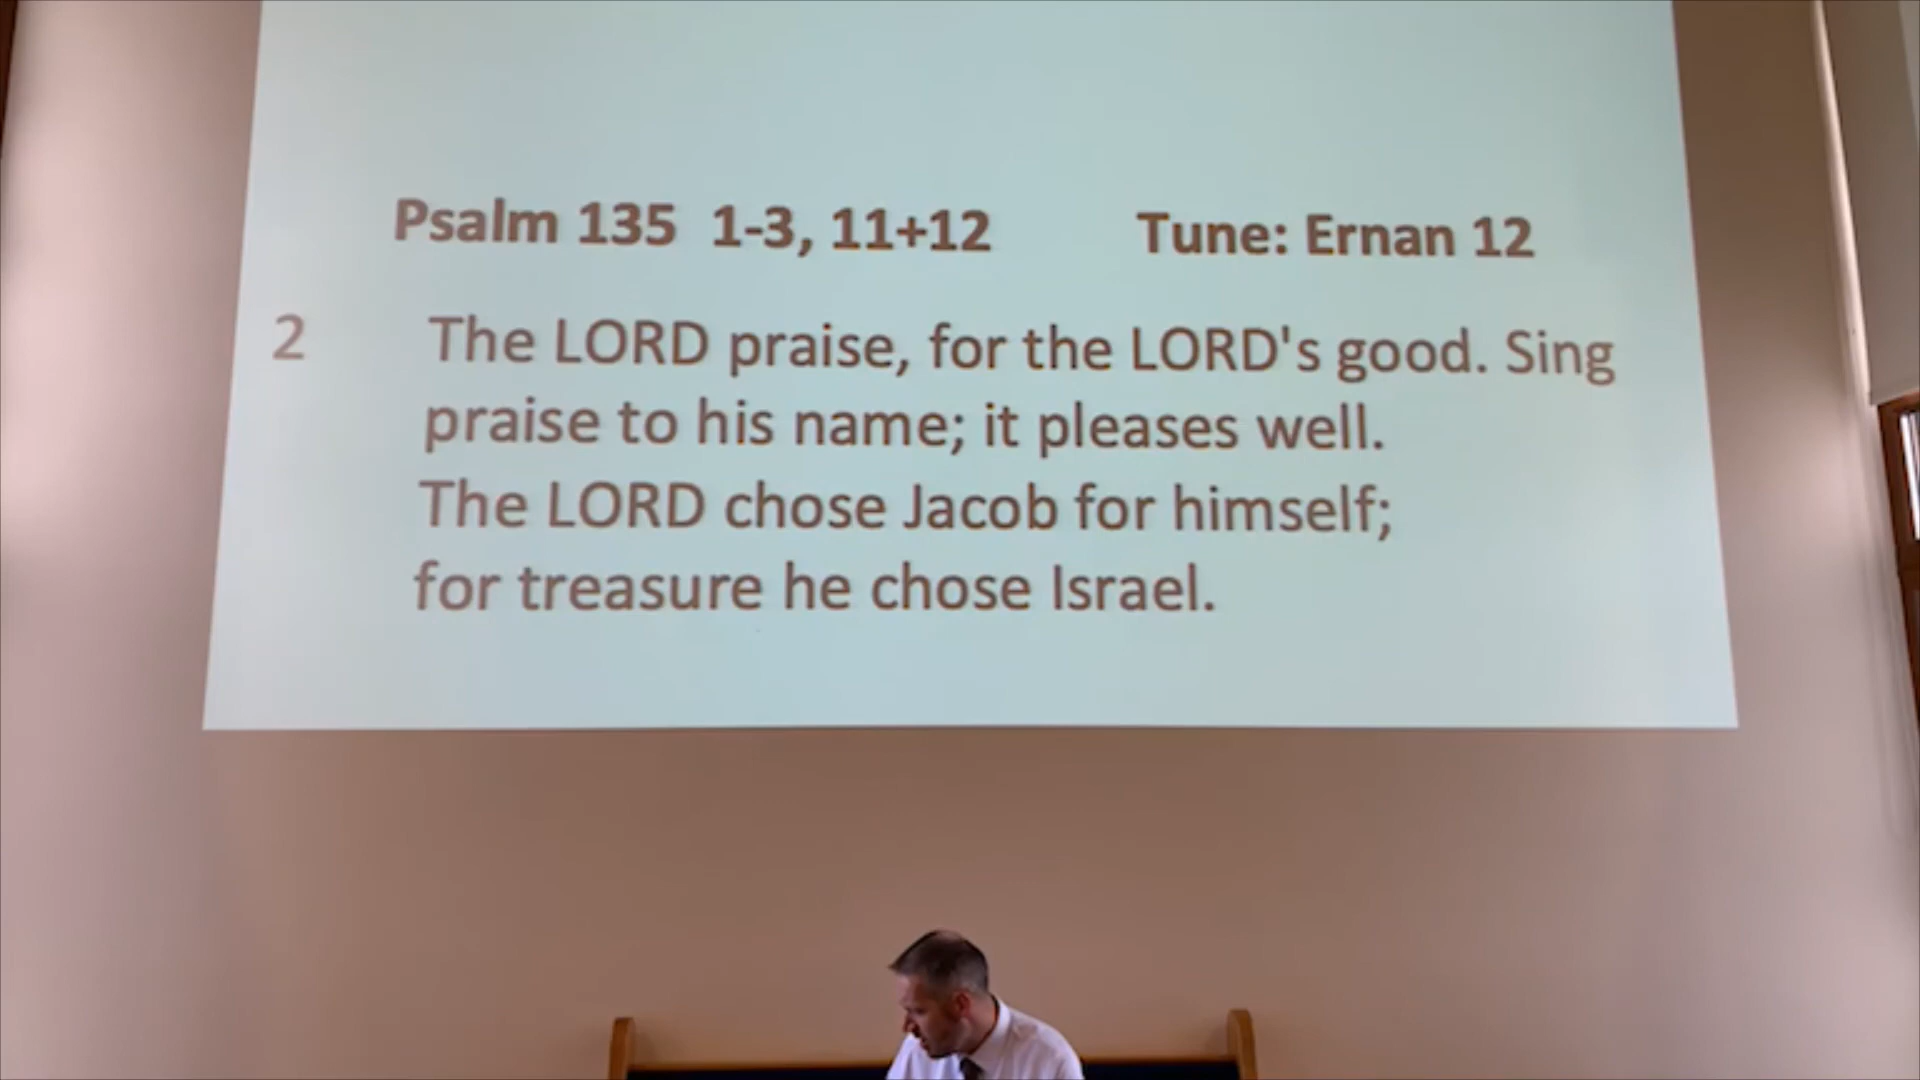 Psalm 135 1-3, 11+12 Tune: Ernan 12
2 The LORD praise, for the LORD's good. Sing
praise to his name; it pleases well.
The LORD chose Jacob for himself;
for treasure he chose Israel.